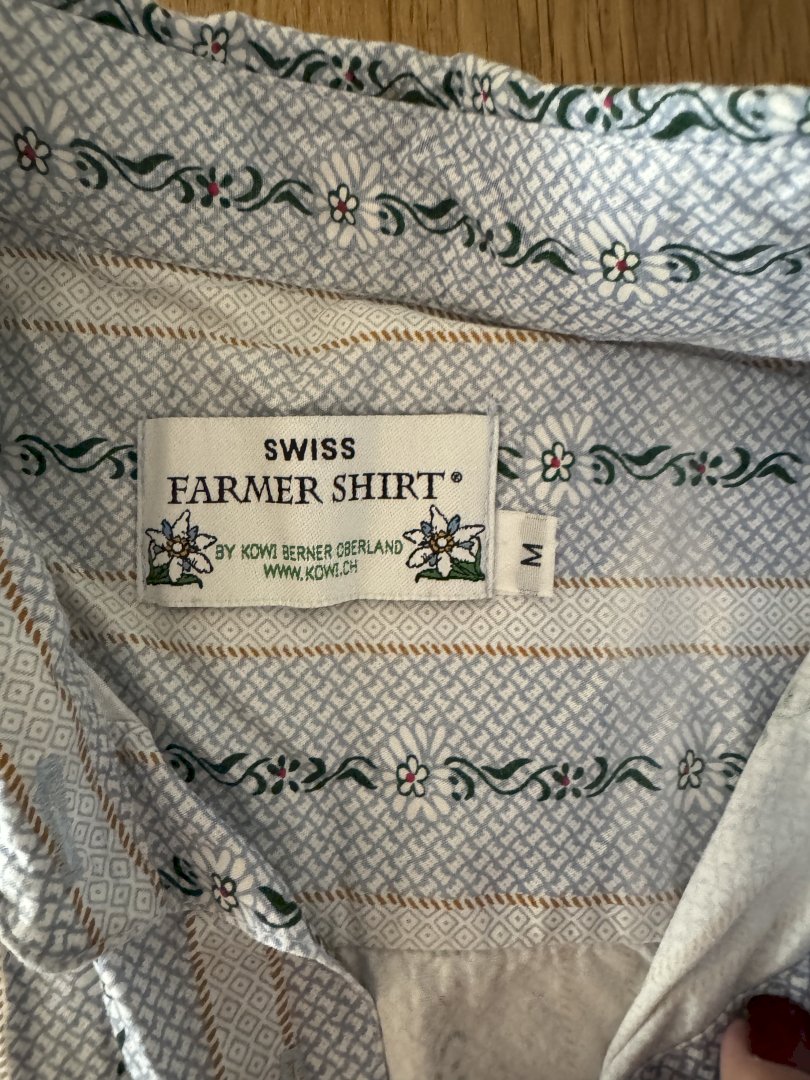 SWISS
FARMER SHIRT®
BY KOWI BERNER OBERLAND
WWW.KOWI.CH
M